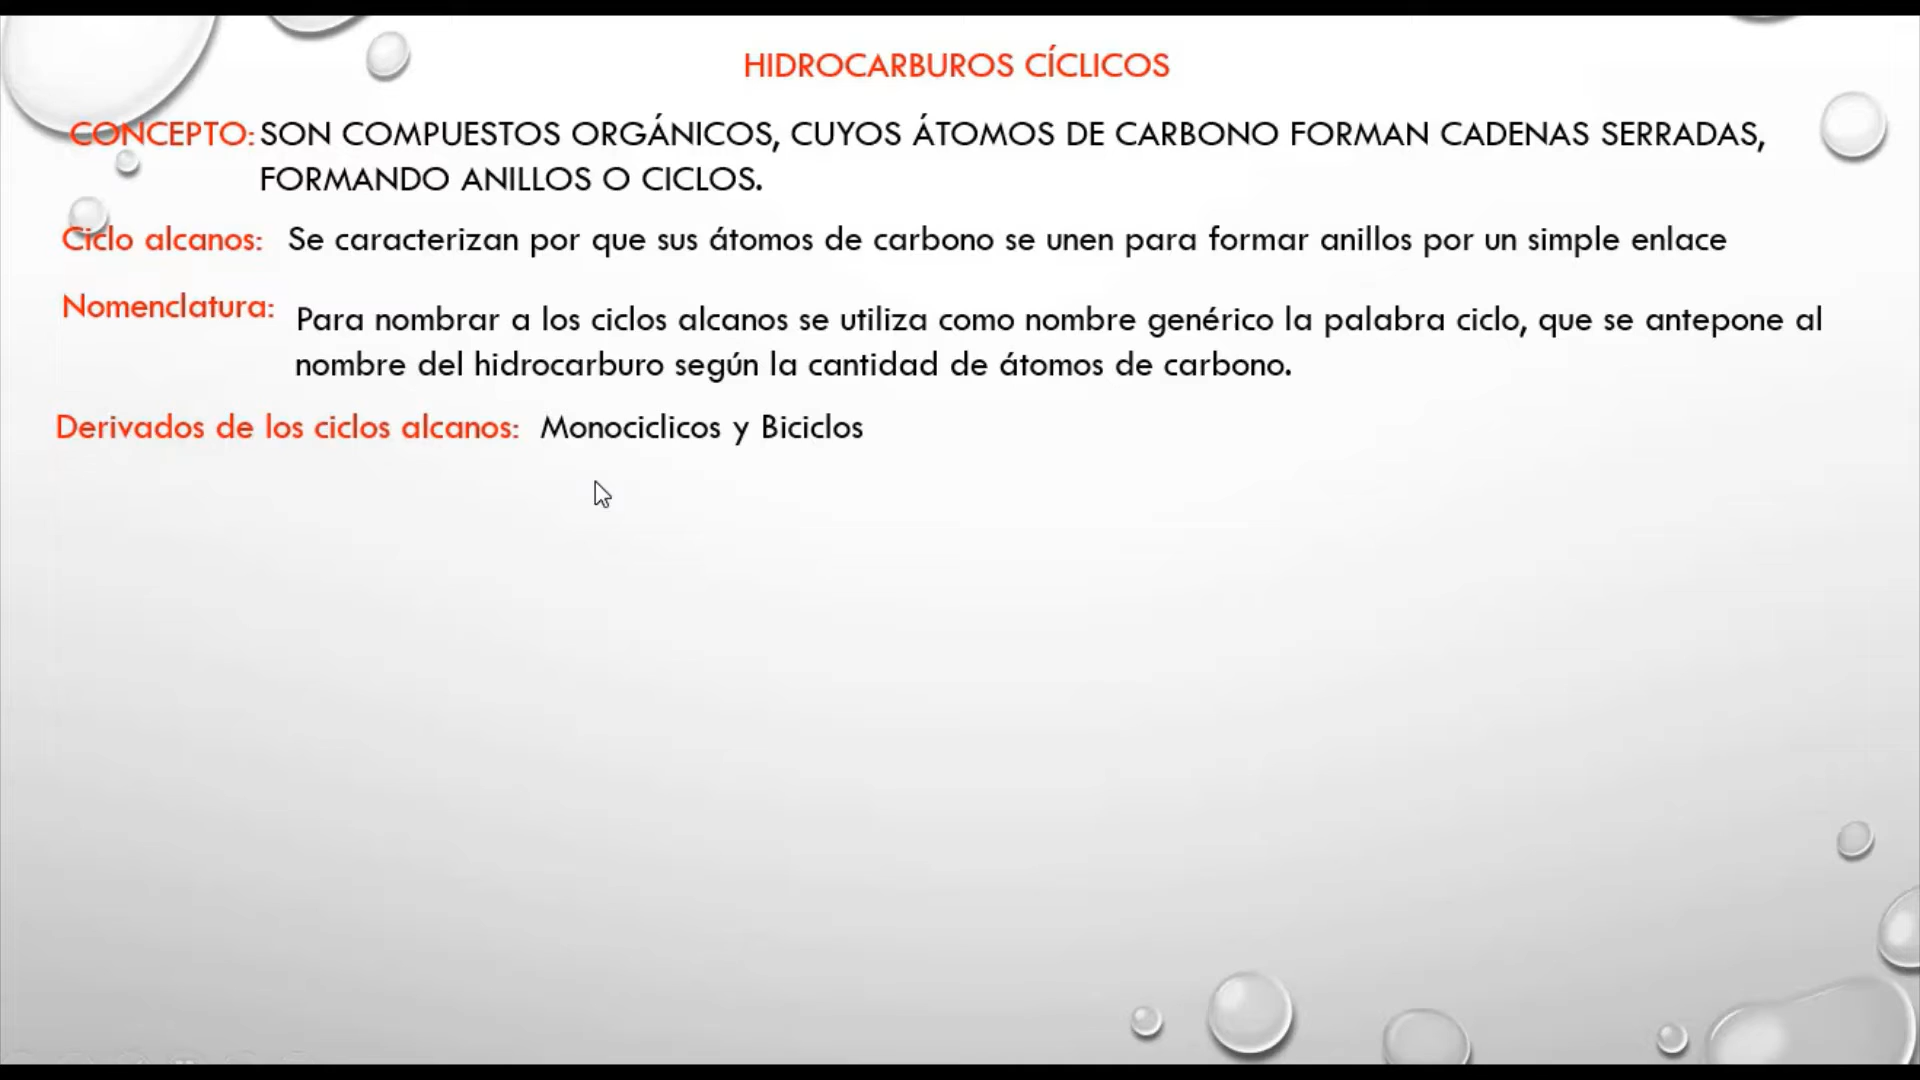 HIDROCARBUROS CÍCLICOS
CONCEPTO: SON COMPUESTOS ORGÁNICOS, CUYOS ÁTOMOS DE CARBONO FORMAN CADENAS SERRADAS,
FORMANDO ANILLOS O CICLOS.
Ciclo alcanos: Se caracterizan por que sus átomos de carbono se unen para formar anillos por un simple enlace
Nomenclatura: Para nombrar a los ciclos alcanos se utiliza como nombre genérico la palabra ciclo, que se antepone al
nombre del hidrocarburo según la cantidad de átomos de carbono.
Derivados de los ciclos alcanos: Monociclicos y Biciclos